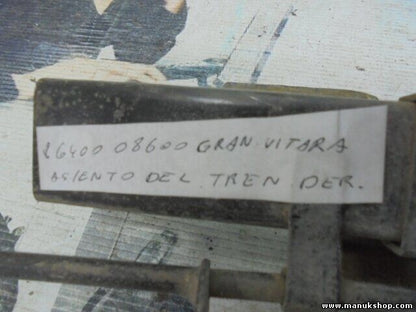 26400 08600 GRAN VITARA
ASIENTO DEL TREN DER.
www.manukshop.com